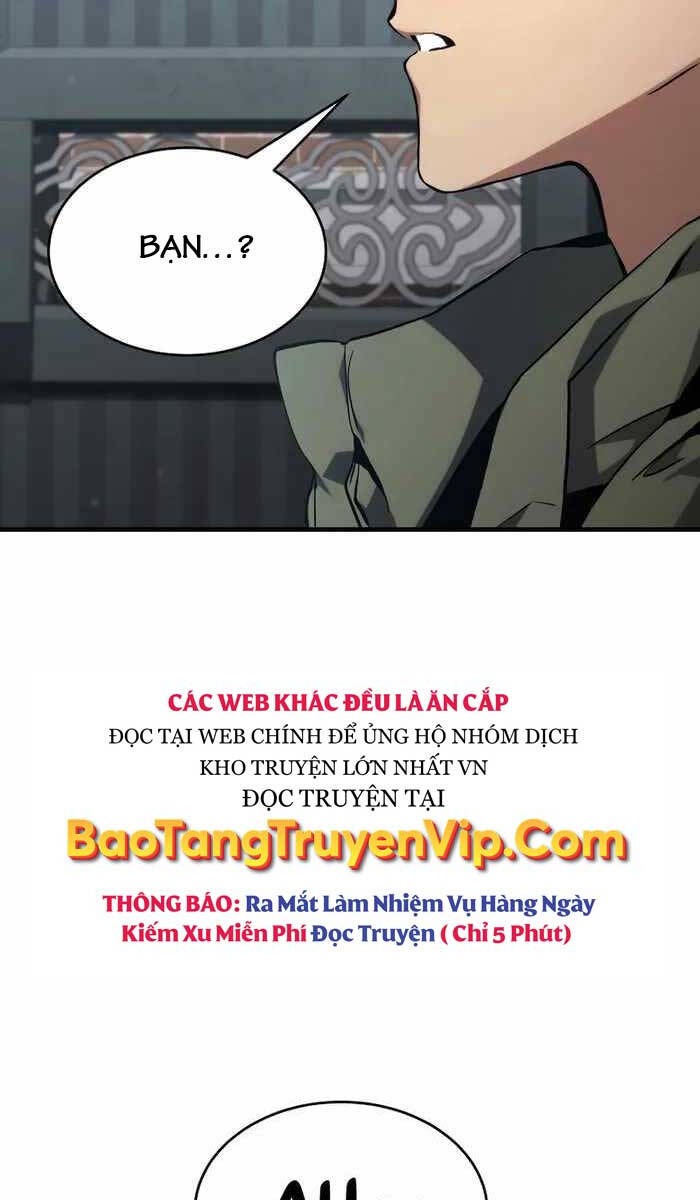 BẠN...?
CÁC WEB KHÁC ĐỀU LÀ ĂN CẮP
ĐỌC TẠI WEB CHÍNH ĐỂ ỦNG HỘ NHÓM DỊCH
KHO TRUYỆN LỚN NHẤT VN
ĐỌC TRUYỆN TẠI
BaoTangTruyenVip.Com
THÔNG BÁO: Ra Mắt Làm Nhiệm Vụ Hàng Ngày
Kiếm Xu Miễn Phí Đọc Truyện ( Chỉ 5 Phút)